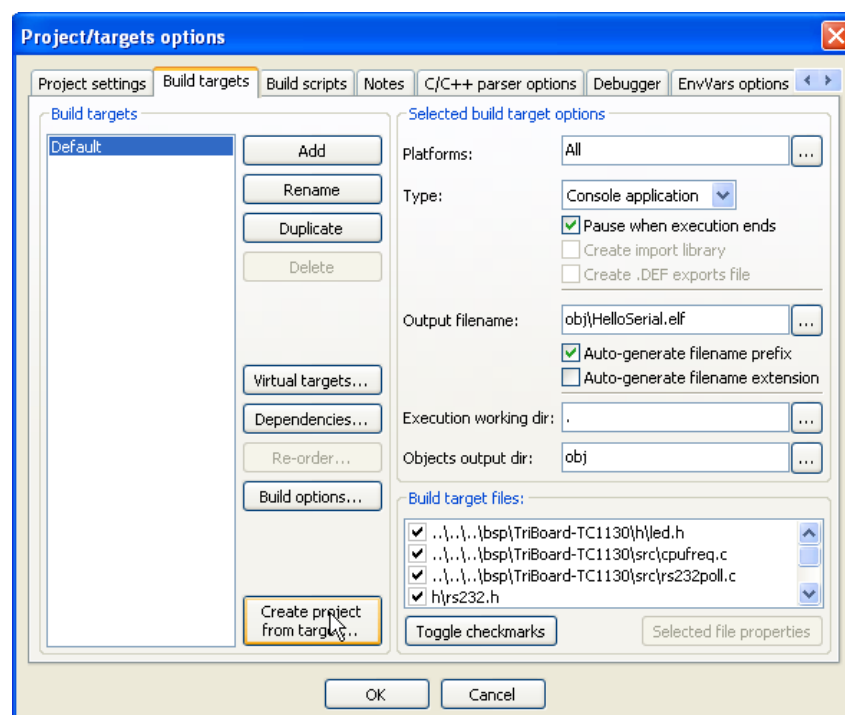 Project/targets options
Project settings
Build targets
Build scripts
Notes
C/C++ parser options
Debugger
EnvVars options
Build targets
Default
Add
Rename
Duplicate
Delete
Virtual targets...
Dependencies...
Re-order...
Build options...
Create project
from target...
Selected build target options
Platforms:
All
...
Type:
Console application
Pause when execution ends
Create import library
Create .DEF exports file
Output filename:
obj\HelloSerial.elf
...
Auto-generate filename prefix
Auto-generate filename extension
Execution working dir:
.
...
Objects output dir:
obj
...
Build target files:
..\..\..\bsp\TriBoard-TC1130\h\led.h
..\..\..\bsp\TriBoard-TC1130\src\cpufreq.c
..\..\..\bsp\TriBoard-TC1130\src\rs232poll.c
h\rs232.h
Toggle checkmarks
Selected file properties
OK
Cancel